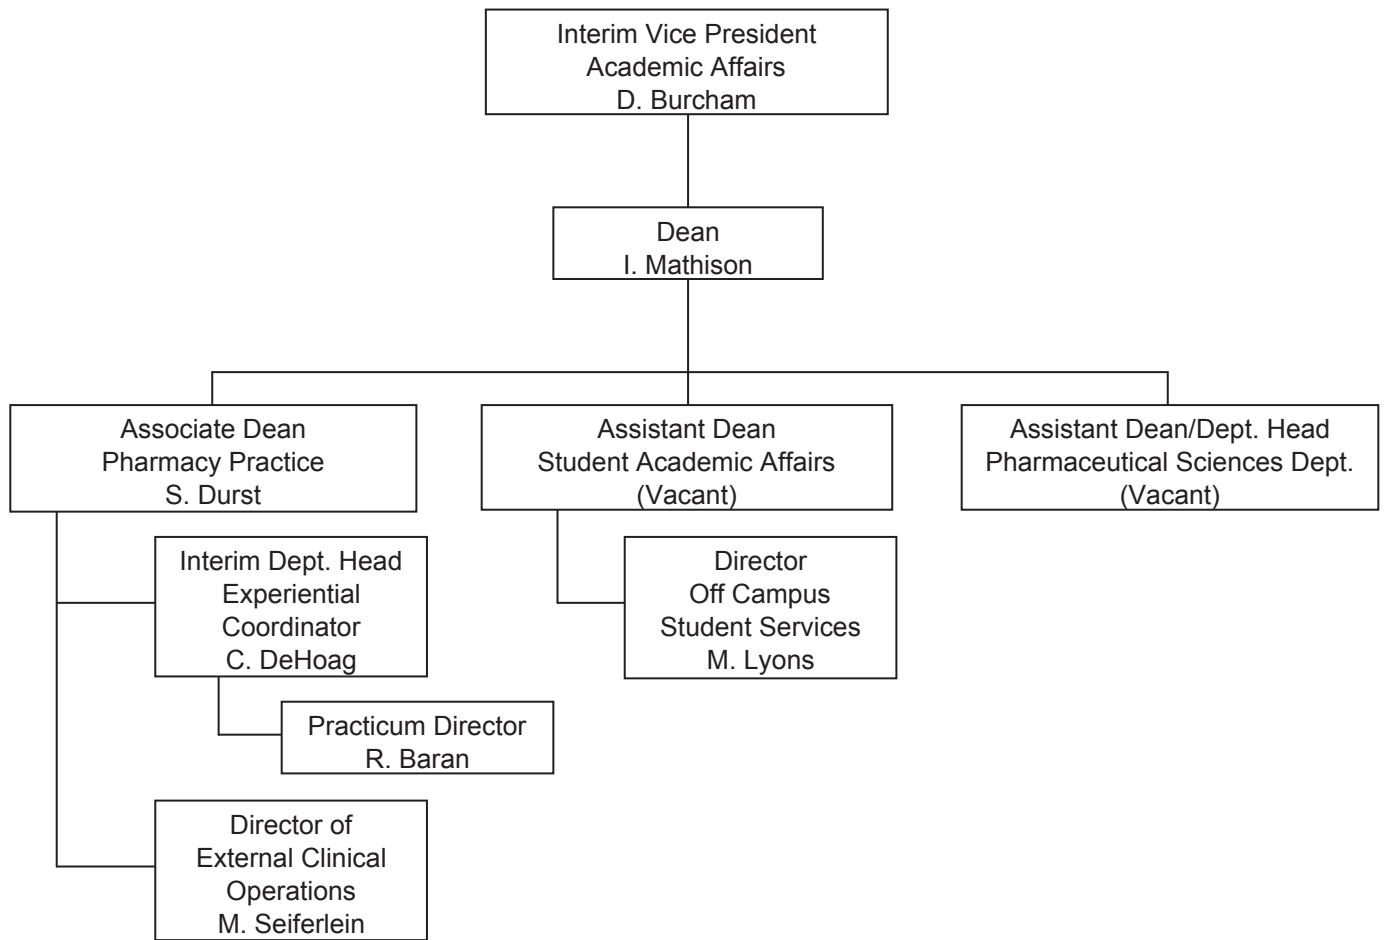 Interim Vice President
Academic Affairs
D. Burcham
Dean
I. Mathison
Associate Dean
Pharmacy Practice
S. Durst
Assistant Dean
Student Academic Affairs
(Vacant)
Assistant Dean/Dept. Head
Pharmaceutical Sciences Dept.
(Vacant)
Interim Dept. Head
Experiential
Coordinator
C. DeHoag
Director
Off Campus
Student Services
M. Lyons
Practicum Director
R. Baran
Director of
External Clinical
Operations
M. Seiferlein